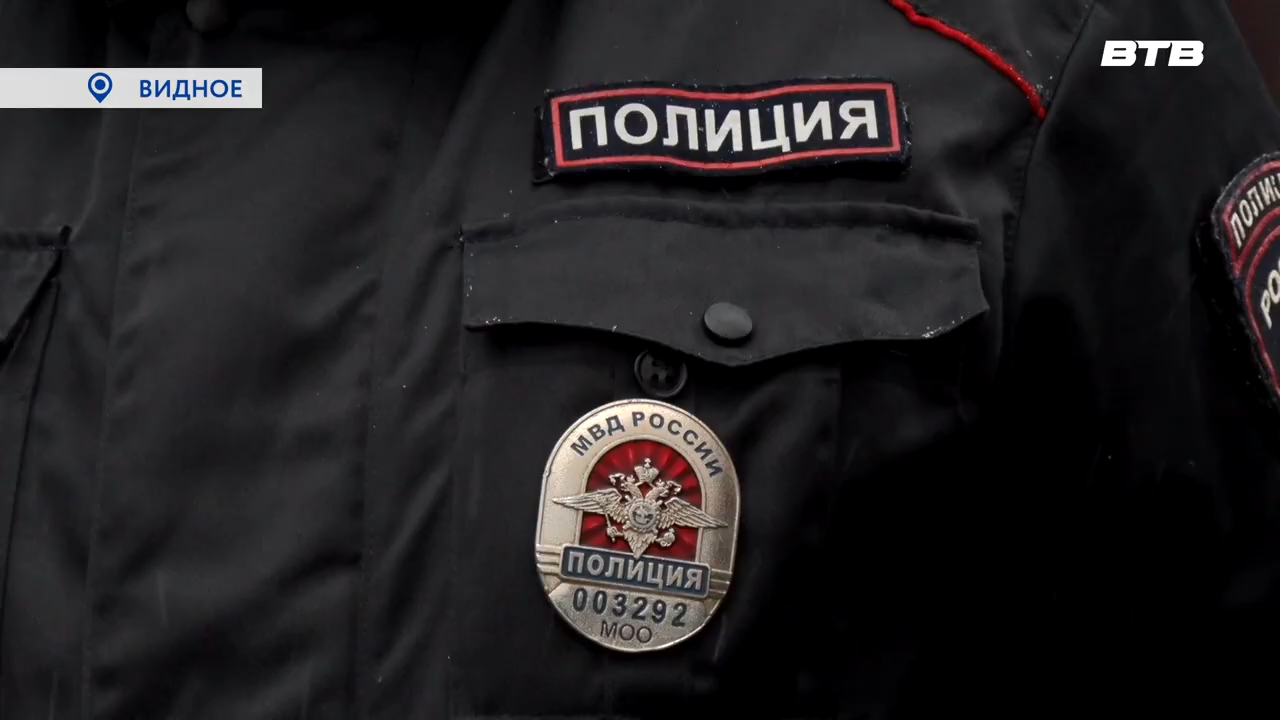 ВИДНОЕ
ВТВ
ПОЛИЦИЯ
МВД РОССИИ
ПОЛИЦИЯ
003292
МОО